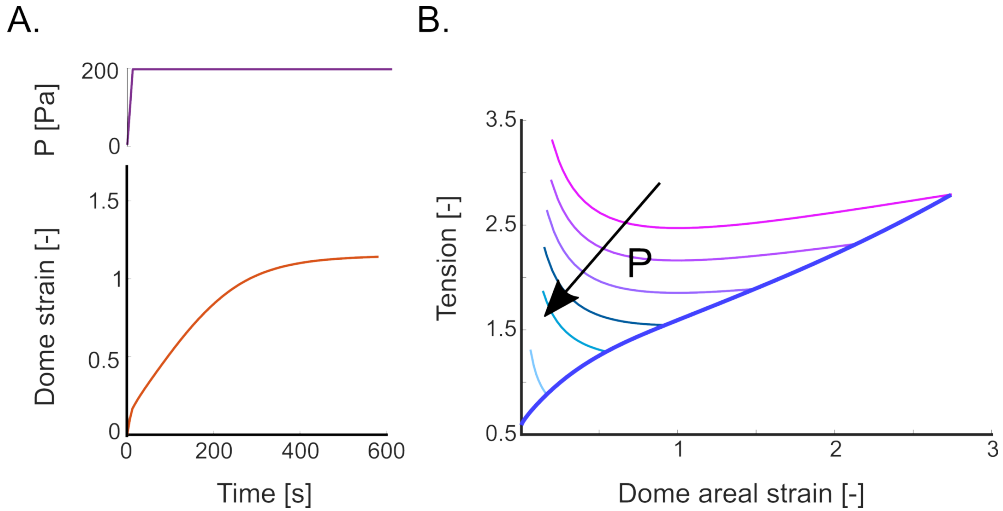 A.
P [Pa]
200
0
Dome strain [-]
1.5
1
0.5
0
0
200
400
600
Time [s]
B.
Tension [-]
3.5
2.5
1.5
0.5
P
1
2
3
Dome areal strain [-]